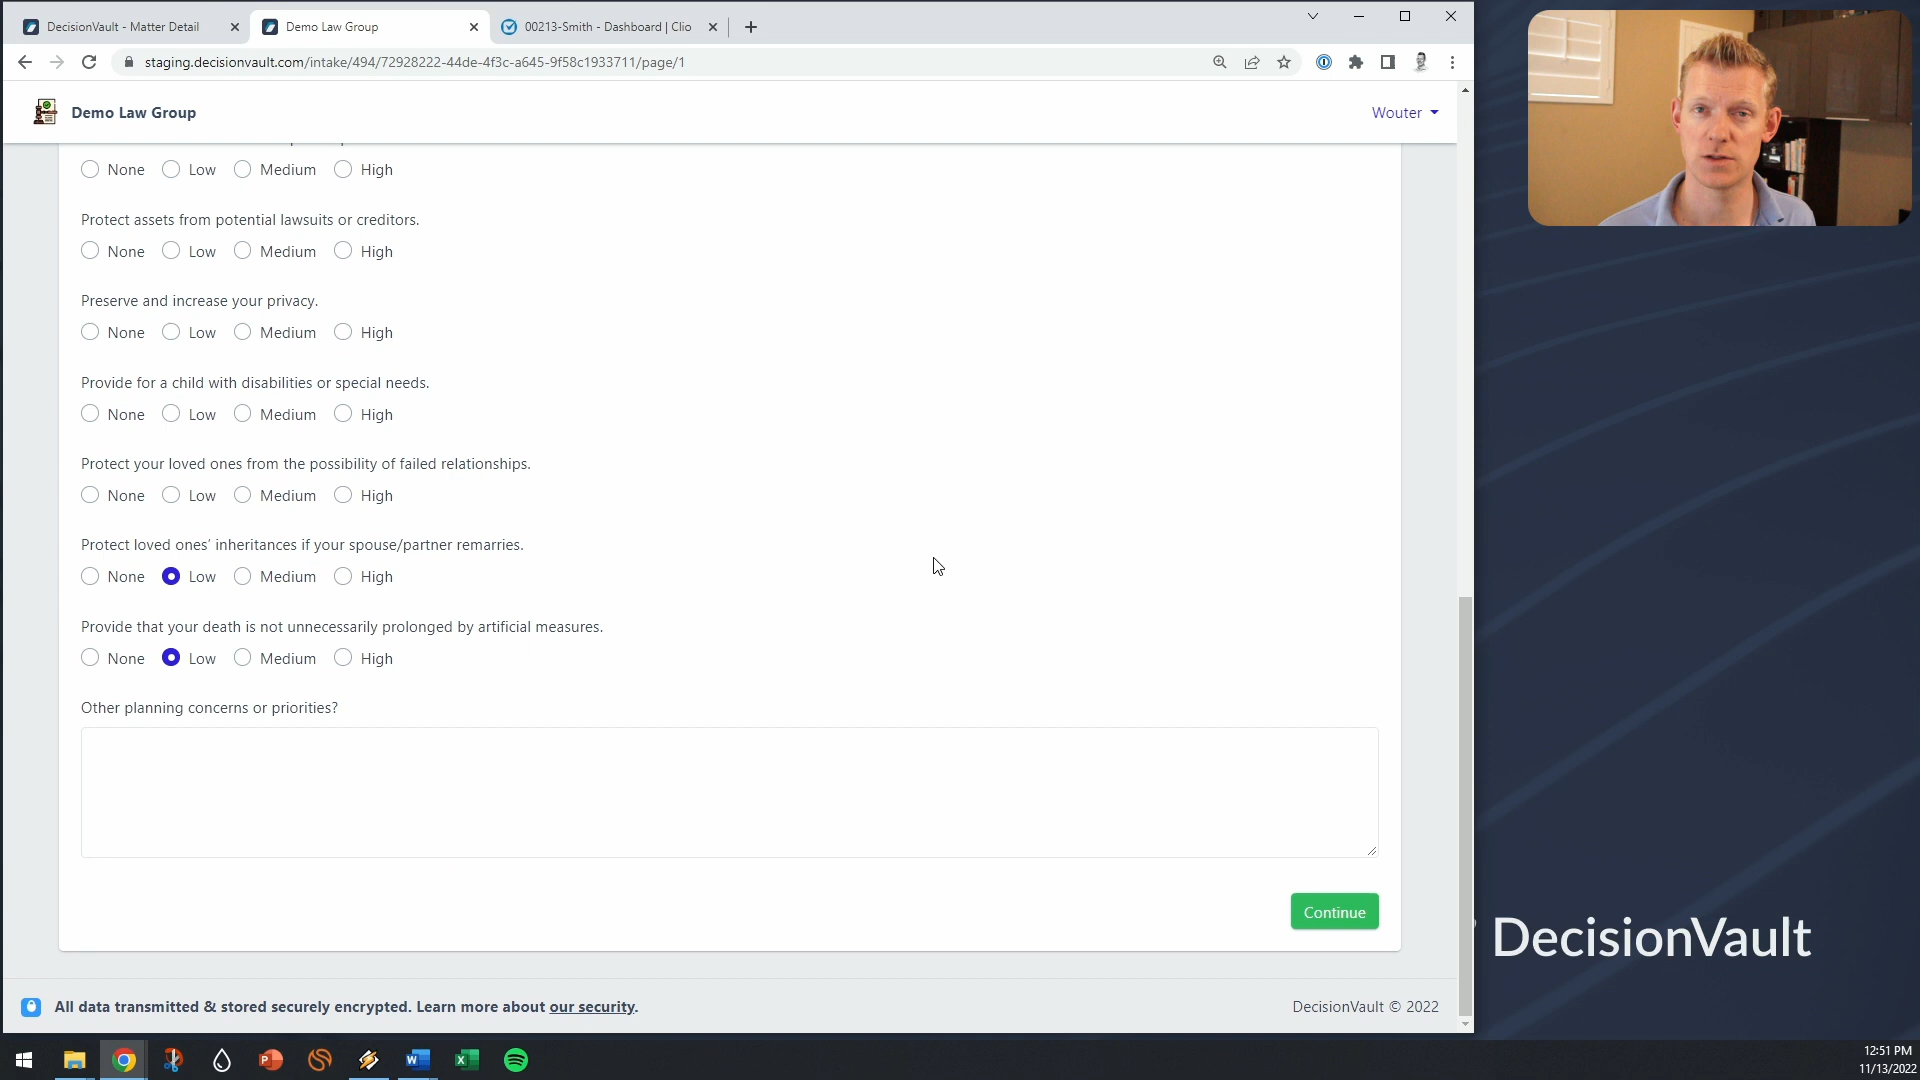 DecisionVault - Matter Detail
Demo Law Group
00213-Smith - Dashboard | Clio
staging.decisionvault.com/intake/494/72928222-44de-4f3c-a645-9f58c1933711/page/1
Demo Law Group
Wouter
None Low Medium High
Protect assets from potential lawsuits or creditors.
None Low Medium High
Preserve and increase your privacy.
None Low Medium High
Provide for a child with disabilities or special needs.
None Low Medium High
Protect your loved ones from the possibility of failed relationships.
None Low Medium High
Protect loved ones’ inheritances if your spouse/partner remarries.
None Low Medium High
Provide that your death is not unnecessarily prolonged by artificial measures.
None Low Medium High
Other planning concerns or priorities?
Continue
DecisionVault
All data transmitted & stored securely encrypted. Learn more about our security.
DecisionVault © 2022
12:51 PM
11/13/2022